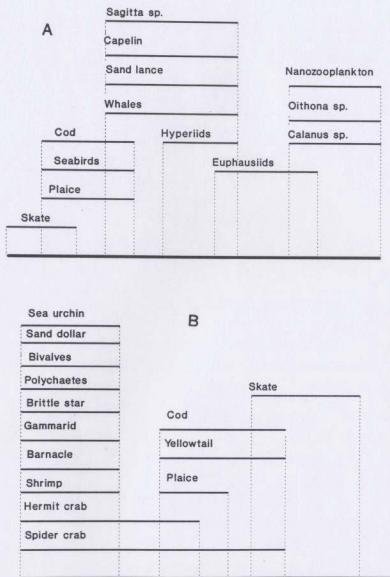 A
Sagitta sp.
Capelin
Sand lance
Nanozooplankton
Whales
Oithona sp.
Cod
Hyperiids
Calanus sp.
Seabirds
Euphausiids
Plaice
Skate
B
Sea urchin
Sand dollar
Bivalves
Polychaetes
Skate
Brittle star
Cod
Gammarid
Yellowtail
Barnacle
Plaice
Shrimp
Hermit crab
Spider crab